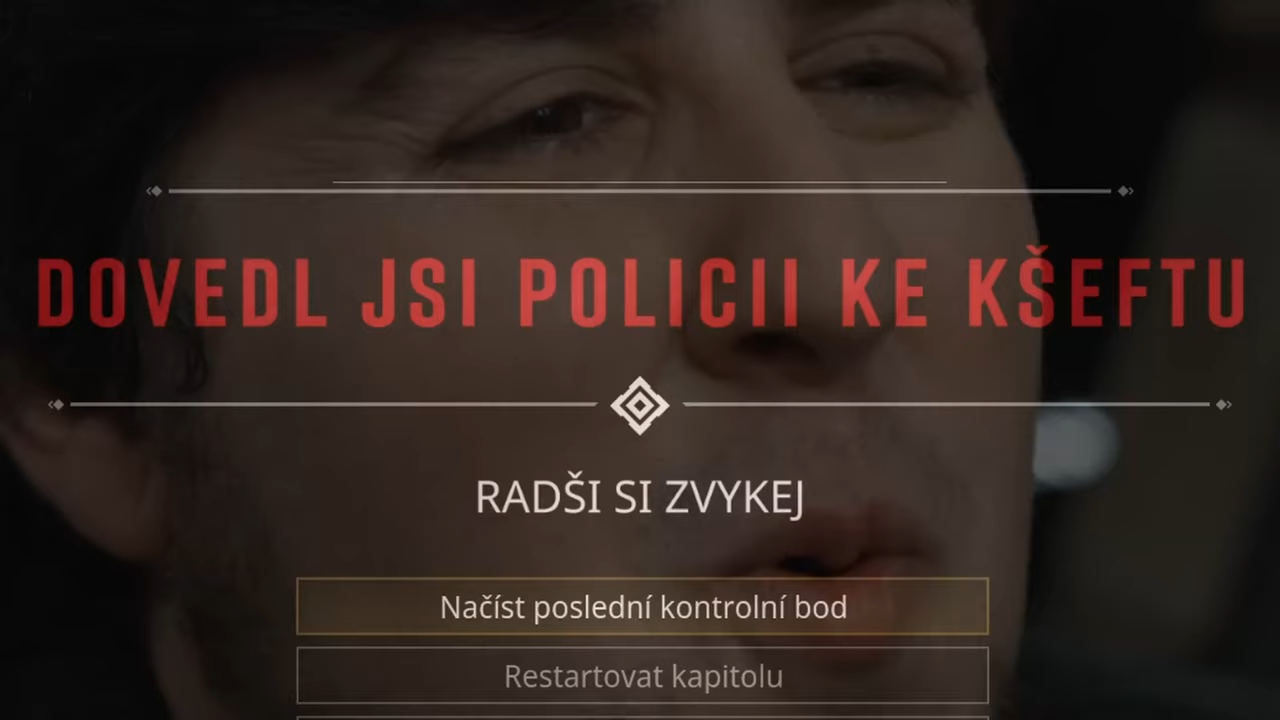 DOVEDL JSI POLICII KE KŠEFTU
RADŠI SI ZVYKEJ
Načíst poslední kontrolní bod
Restartovat kapitolu